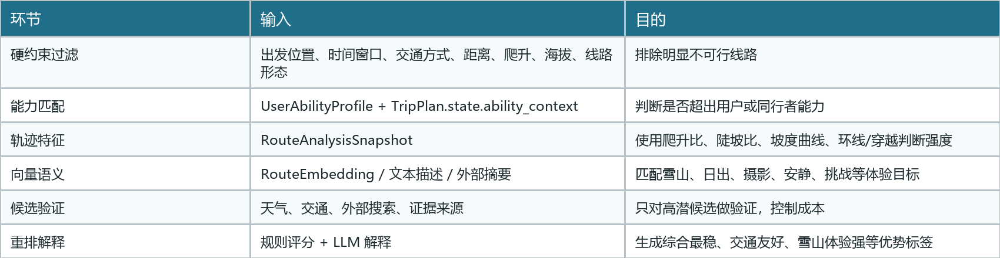 环节 输入 目的
硬约束过滤 出发位置、时间窗口、交通方式、距离、爬升、海拔、线路 排除明显不可行线路
形态
能力匹配 UserAbilityProfile + TripPlan.state.ability_context 判断是否超出用户或同行者能力
轨迹特征 RouteAnalysisSnapshot 使用爬升比、陡坡比、坡度曲线、环线/穿越判断强度
向量语义 RouteEmbedding / 文本描述 / 外部摘要 匹配雪山、日出、摄影、安静、挑战等体验目标
候选验证 天气、交通、外部搜索、证据来源 只对高潜候选做验证，控制成本
重排解释 规则评分 + LLM 解释 生成综合最稳、交通友好、雪山体验强等优势标签